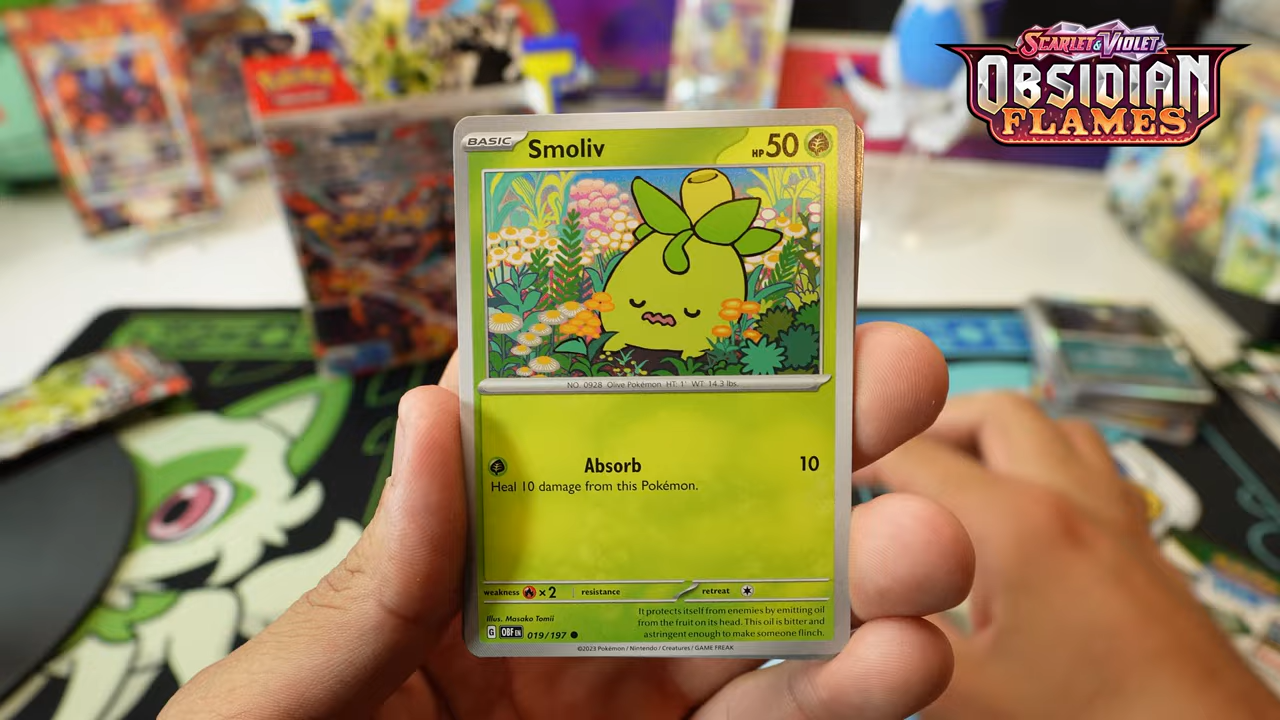 SCARLET & VIOLET
OBSIDIAN
FLAMES
BASIC
Smoliv
HP 50
NO. 0928 Olive Pokémon HT: 1' WT: 14.3 lbs.
Absorb 10
Heal 10 damage from this Pokémon.
weakness ×2 resistance retreat
Illus. Masako Tomii
It protects itself from enemies by emitting oil
from the fruit on its head. This oil is bitter and
astringent enough to make someone flinch.
G OBF EN 019/197
©2023 Pokémon / Nintendo / Creatures / GAME FREAK